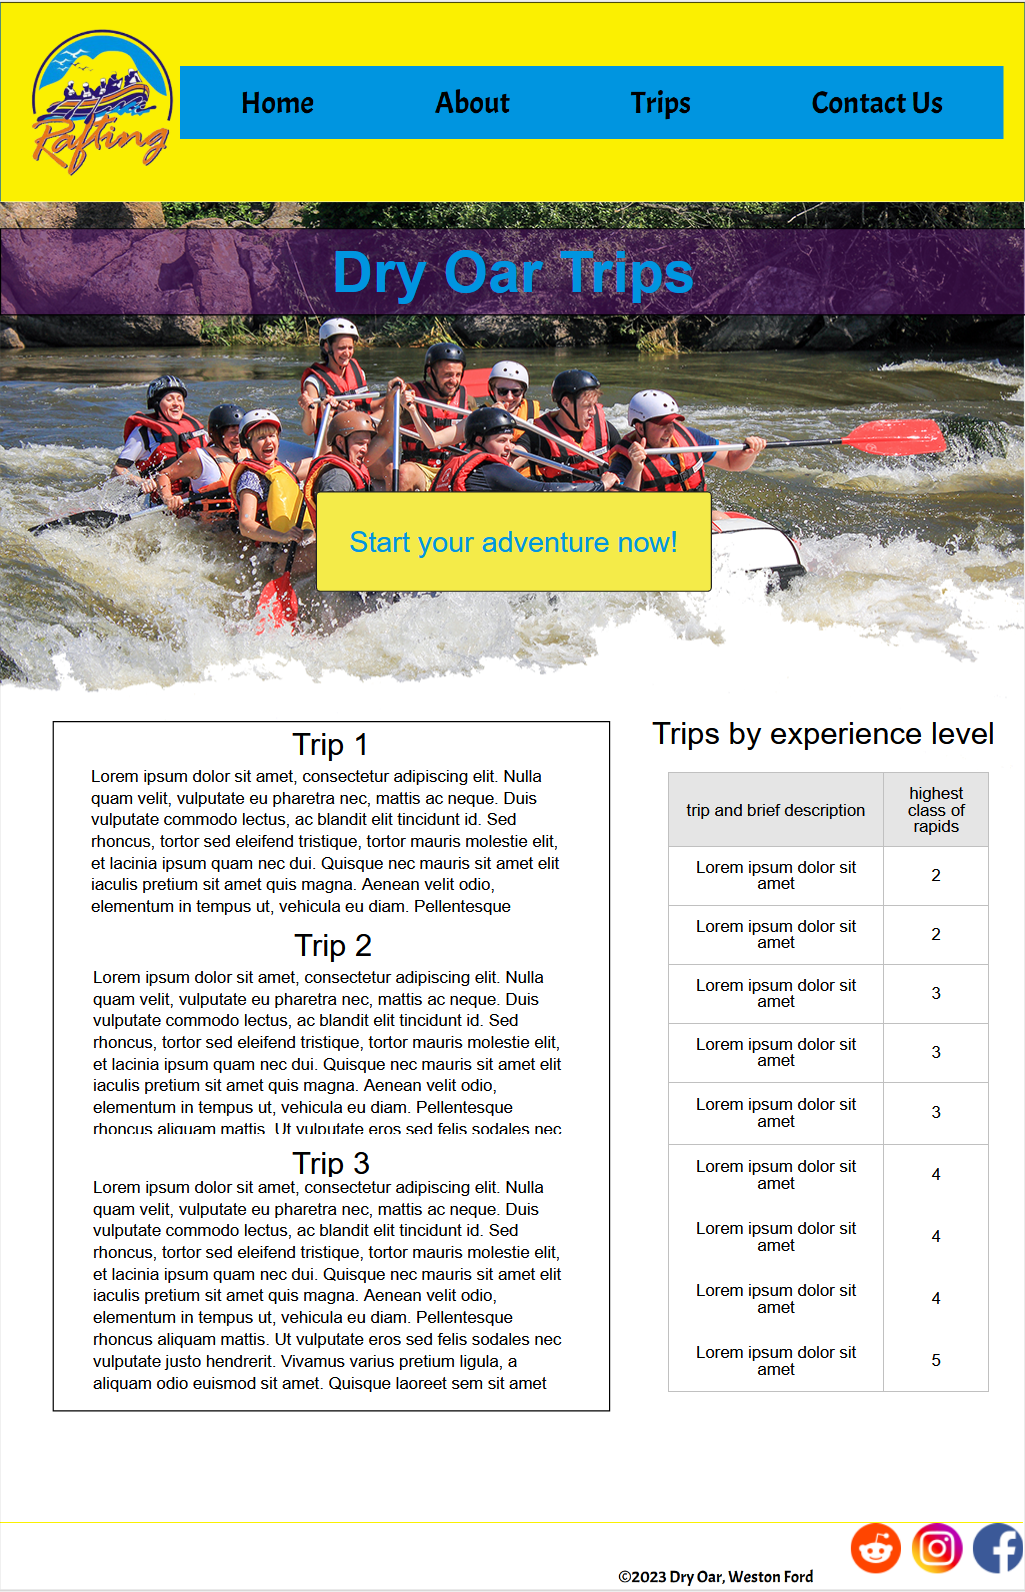 Rafting
Home About Trips Contact Us
Dry Oar Trips
Start your adventure now!
Trip 1
Lorem ipsum dolor sit amet, consectetur adipiscing elit. Nulla
quam velit, vulputate eu pharetra nec, mattis ac neque. Duis
vulputate commodo lectus, ac blandit elit tincidunt id. Sed
rhoncus, tortor sed eleifend tristique, tortor mauris molestie elit,
et lacinia ipsum quam nec dui. Quisque nec mauris sit amet elit
iaculis pretium sit amet quis magna. Aenean velit odio,
elementum in tempus ut, vehicula eu diam. Pellentesque
Trip 2
Lorem ipsum dolor sit amet, consectetur adipiscing elit. Nulla
quam velit, vulputate eu pharetra nec, mattis ac neque. Duis
vulputate commodo lectus, ac blandit elit tincidunt id. Sed
rhoncus, tortor sed eleifend tristique, tortor mauris molestie elit,
et lacinia ipsum quam nec dui. Quisque nec mauris sit amet elit
iaculis pretium sit amet quis magna. Aenean velit odio,
elementum in tempus ut, vehicula eu diam. Pellentesque
rhoncus aliquam mattis. Ut vulputate eros sed felis sodales nec
Trip 3
Lorem ipsum dolor sit amet, consectetur adipiscing elit. Nulla
quam velit, vulputate eu pharetra nec, mattis ac neque. Duis
vulputate commodo lectus, ac blandit elit tincidunt id. Sed
rhoncus, tortor sed eleifend tristique, tortor mauris molestie elit,
et lacinia ipsum quam nec dui. Quisque nec mauris sit amet elit
iaculis pretium sit amet quis magna. Aenean velit odio,
elementum in tempus ut, vehicula eu diam. Pellentesque
rhoncus aliquam mattis. Ut vulputate eros sed felis sodales nec
vulputate justo hendrerit. Vivamus varius pretium ligula, a
aliquam odio euismod sit amet. Quisque laoreet sem sit amet
Trips by experience level
trip and brief description
highest
class of
rapids
Lorem ipsum dolor sit
amet
2
Lorem ipsum dolor sit
amet
2
Lorem ipsum dolor sit
amet
3
Lorem ipsum dolor sit
amet
3
Lorem ipsum dolor sit
amet
3
Lorem ipsum dolor sit
amet
4
Lorem ipsum dolor sit
amet
4
Lorem ipsum dolor sit
amet
4
Lorem ipsum dolor sit
amet
5
©2023 Dry Oar, Weston Ford